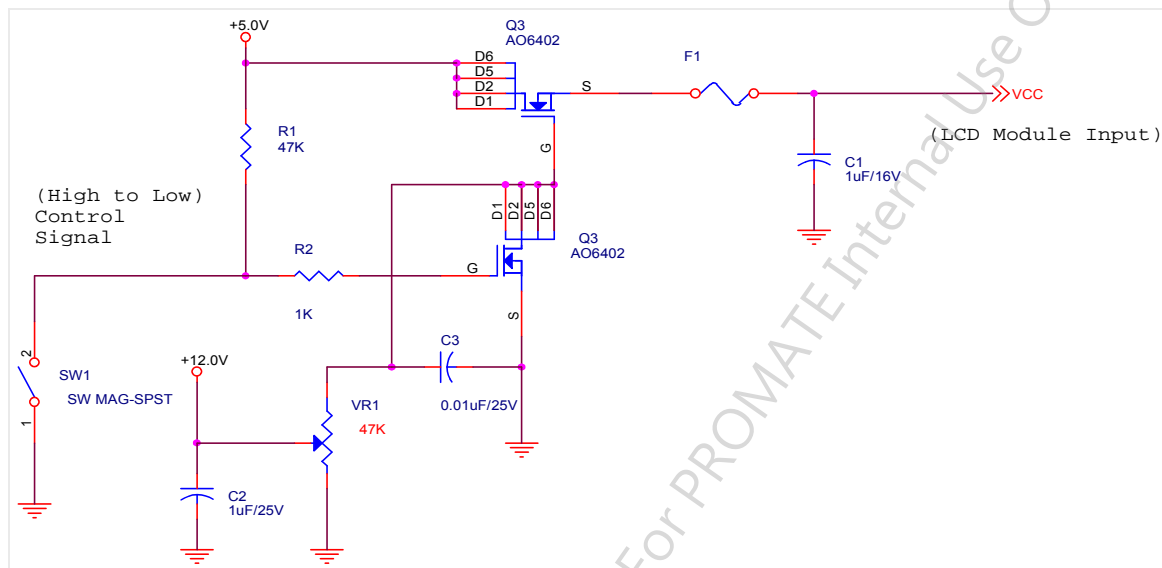 +5.0V
Q3
AO6402
D6
D5
D2
D1
S
G
F1
VCC
(LCD Module Input)
R1
47K
C1
1uF/16V
(High to Low)
Control
Signal
D1
D2
D5
D6
Q3
AO6402
R2
1K
G
S
+12.0V
C3
0.01uF/25V
2
SW1
SW MAG-SPST
1
VR1
47K
C2
1uF/25V
For PROMATE Internal Use O